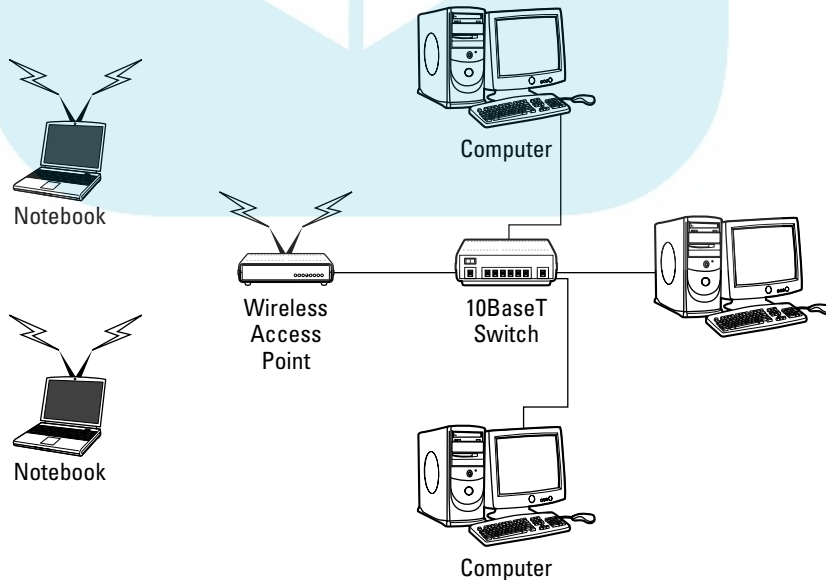 Computer
Notebook
Wireless
Access
Point
10BaseT
Switch
Notebook
Computer